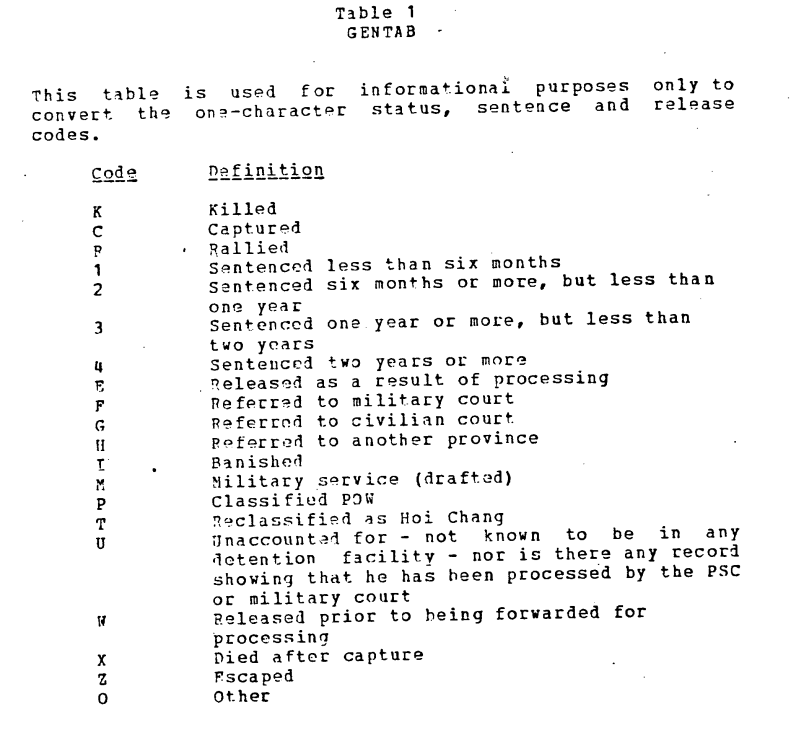 Table 1
GENTAB
This table is used for informational purposes only to
convert the one-character status, sentence and release
codes.
Code Definition
K Killed
C Captured
R Rallied
1 Sentenced less than six months
2 Sentenced six months or more, but less than
one year
3 Sentenced one year or more, but less than
two years
4 Sentenced two years or more
E Released as a result of processing
F Referred to military court
G Referred to civilian court
H Referred to another province
I Banished
M Military service (drafted)
P Classified POW
T Reclassified as Hoi Chang
U Unaccounted for - not known to be in any
detention facility - nor is there any record
showing that he has been processed by the PSC
or military court
W Released prior to being forwarded for
processing
X Died after capture
Z Escaped
O Other